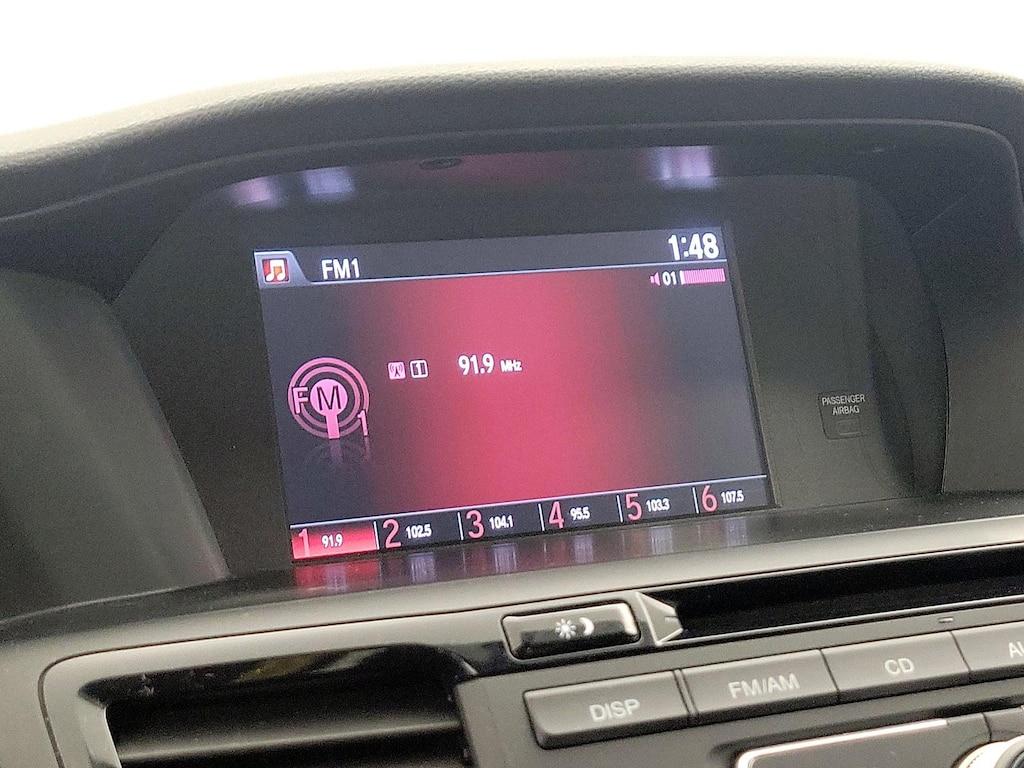 FM1
1:48
01
FM
1
1
91.9 MHz
PASSENGER
AIRBAG
1 91.9 2 102.5 3 104.1 4 95.5 5 103.3 6 107.5
DISP FM/AM CD